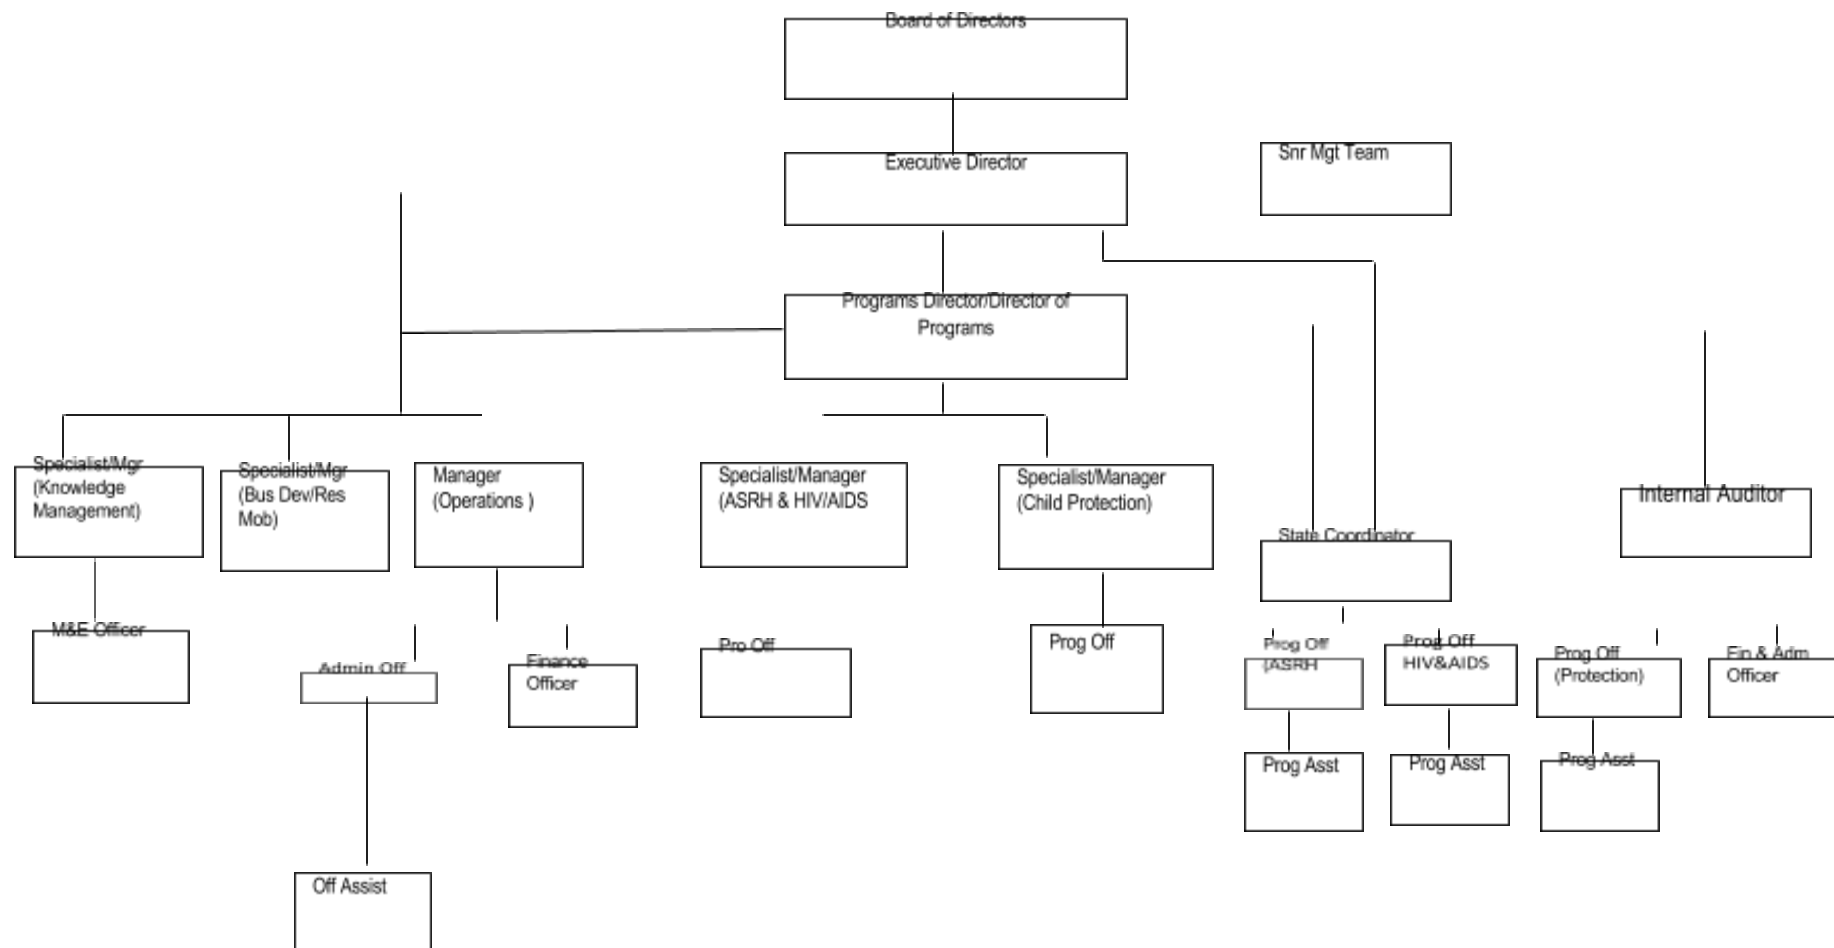 Board of Directors
Executive Director
Snr Mgt Team
Programs Director/Director of
Programs
Specialist/Mgr
(Knowledge
Management)
Specialist/Mgr
(Bus Dev/Res
Mob)
Manager
(Operations )
Specialist/Manager
(ASRH & HIV/AIDS
Specialist/Manager
(Child Protection)
Internal Auditor
State Coordinator
M&E Officer
Admin Off
Finance
Officer
Pro Off
Prog Off
Prog Off
(ASRH
Prog Off
HIV&AIDS
Prog Off
(Protection)
Fin & Adm
Officer
Prog Asst
Prog Asst
Prog Asst
Off Assist